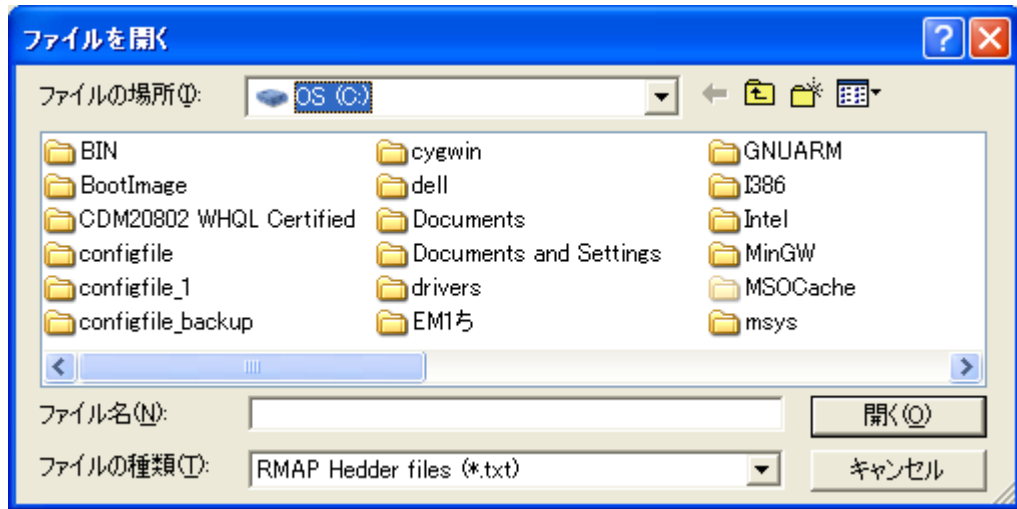 ファイルを開く
ファイルの場所(I):
OS (C:)
BIN
cygwin
GNUARM
BootImage
dell
I386
CDM20802 WHQL Certified
Documents
Intel
configfile
Documents and Settings
MinGW
configfile_1
drivers
MSOCache
configfile_backup
EM1ち
msys
ファイル名(N):
開く(O)
ファイルの種類(T):
RMAP Hedder files (*.txt)
キャンセル